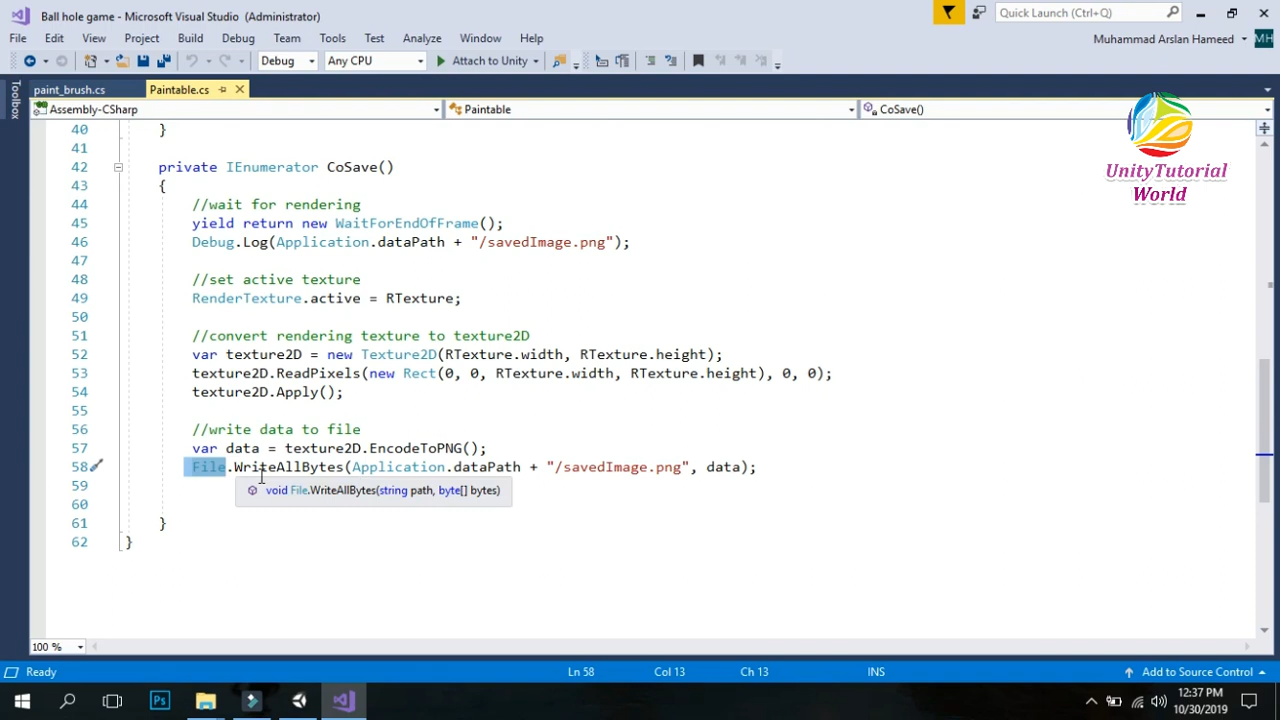 Ball hole game - Microsoft Visual Studio (Administrator)
Quick Launch (Ctrl+Q)
File Edit View Project Build Debug Team Tools Test Analyze Window Help
Muhammad Arslan Hameed MH
Debug Any CPU Attach to Unity
Toolbox
paint_brush.cs Paintable.cs
Assembly-CSharp Paintable CoSave()
UnityTutorial
World
40 }
41
42 private IEnumerator CoSave()
43 {
44 //wait for rendering
45 yield return new WaitForEndOfFrame();
46 Debug.Log(Application.dataPath + "/savedImage.png");
47
48 //set active texture
49 RenderTexture.active = RTexture;
50
51 //convert rendering texture to texture2D
52 var texture2D = new Texture2D(RTexture.width, RTexture.height);
53 texture2D.ReadPixels(new Rect(0, 0, RTexture.width, RTexture.height), 0, 0);
54 texture2D.Apply();
55
56 //write data to file
57 var data = texture2D.EncodeToPNG();
58 File.WriteAllBytes(Application.dataPath + "/savedImage.png", data);
59 void File.WriteAllBytes(string path, byte[] bytes)
60
61 }
62 }
100 %
Ready Ln 58 Col 13 Ch 13 INS Add to Source Control
Ps
12:37 PM
10/30/2019